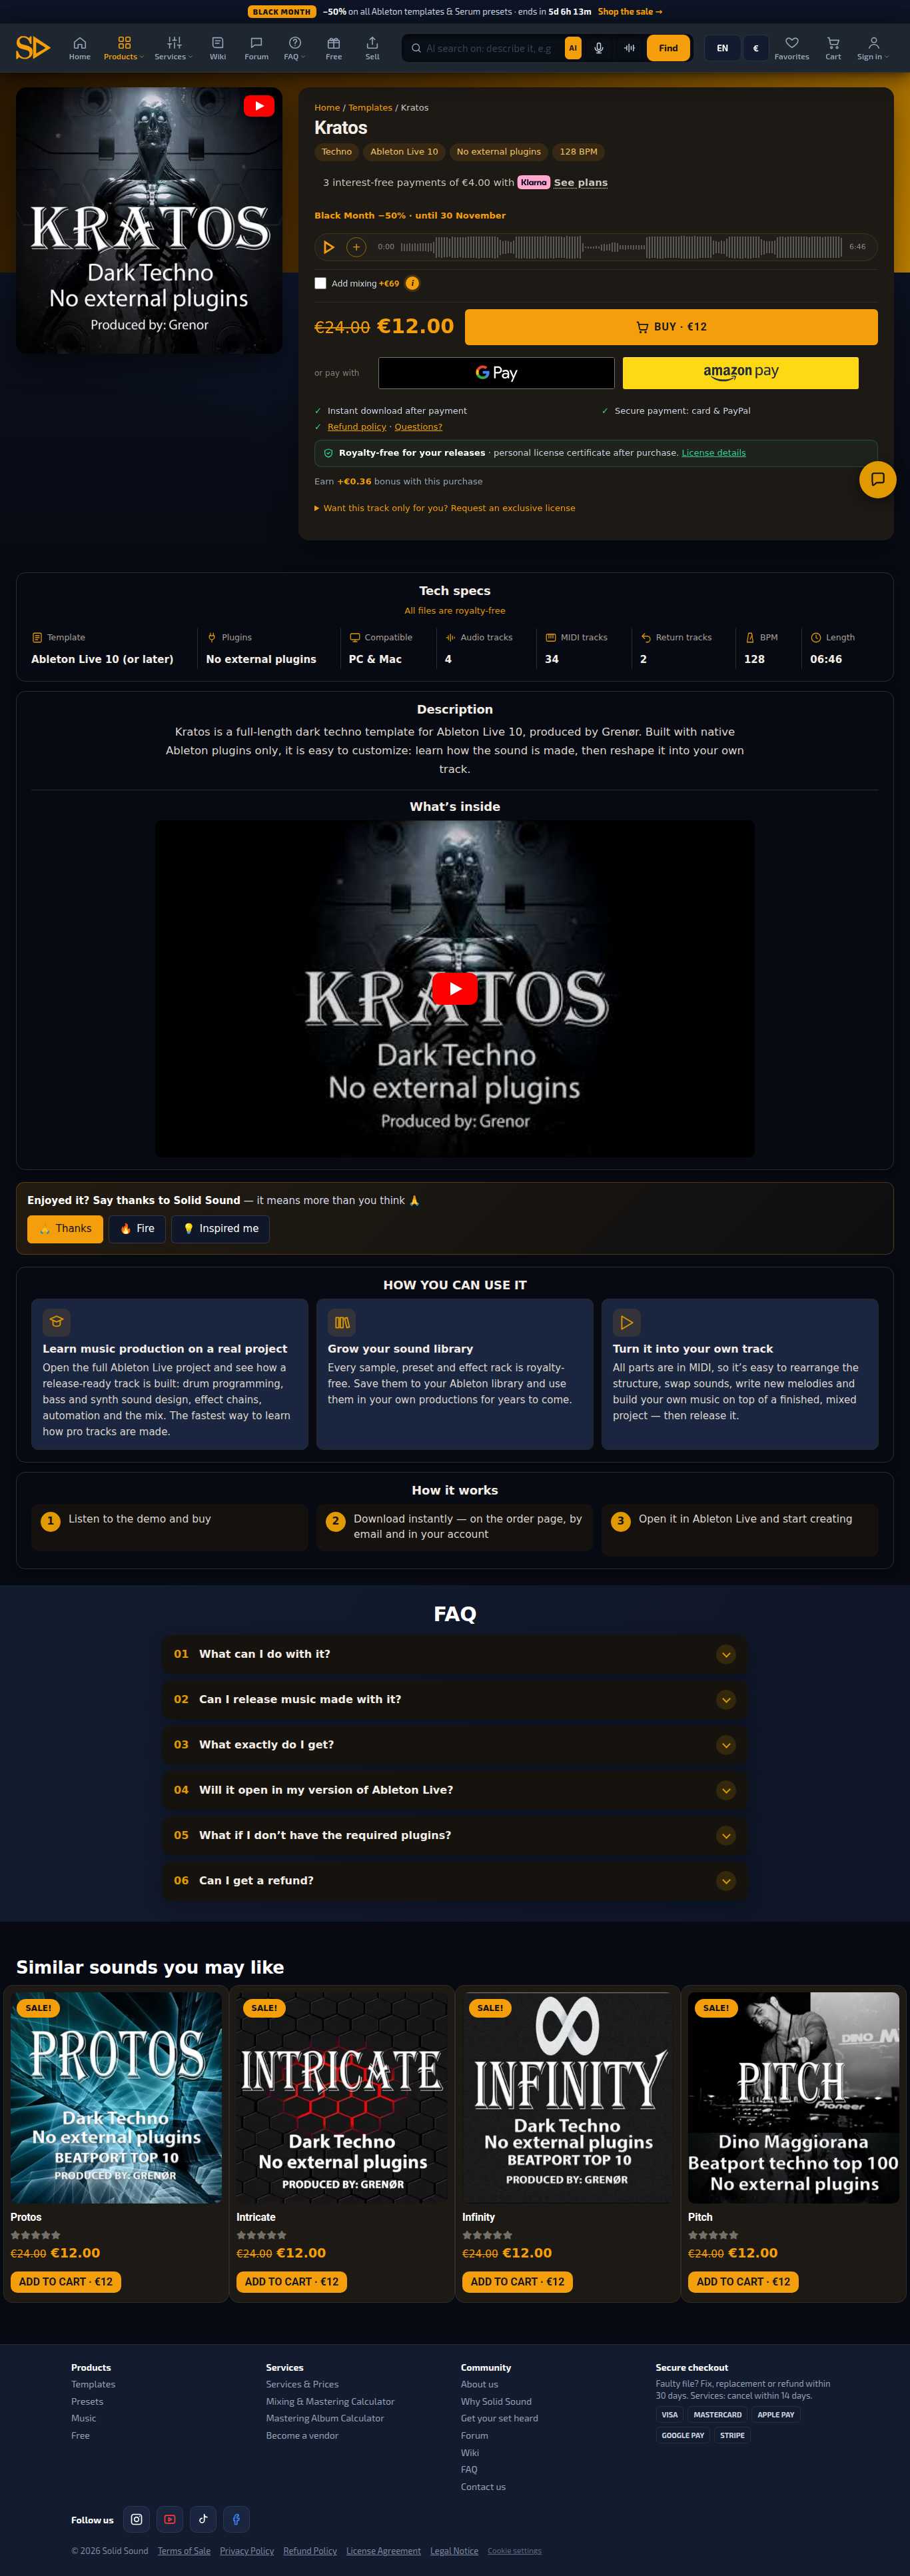 BLACK MONTH −50% on all Ableton templates & Serum presets · ends in 5d 6h 13m Shop the sale →
Home
Products
Services
Wiki
Forum
FAQ
Free
Sell
AI search on: describe it, e.g
AI
Find
EN
€
Favorites
Cart
Sign in
KRATOS
Dark Techno
No external plugins
Produced by: Grenor
Home / Templates / Kratos
Kratos
Techno
Ableton Live 10
No external plugins
128 BPM
3 interest-free payments of €4.00 with Klarna See plans
Black Month −50% · until 30 November
0:00
6:46
Add mixing +€69 i
€24.00 €12.00
BUY · €12
or pay with
G Pay
amazon pay
✓ Instant download after payment
✓ Secure payment: card & PayPal
✓ Refund policy · Questions?
Royalty-free for your releases · personal license certificate after purchase. License details
Earn +€0.36 bonus with this purchase
Want this track only for you? Request an exclusive license
Tech specs
All files are royalty-free
Template
Ableton Live 10 (or later)
Plugins
No external plugins
Compatible
PC & Mac
Audio tracks
4
MIDI tracks
34
Return tracks
2
BPM
128
Length
06:46
Description
Kratos is a full-length dark techno template for Ableton Live 10, produced by Grenør. Built with native
Ableton plugins only, it is easy to customize: learn how the sound is made, then reshape it into your own
track.
What's inside
KRATOS
Dark Techno
No external plugins
Produced by: Grenor
Enjoyed it? Say thanks to Solid Sound — it means more than you think 🙏
🙏 Thanks
🔥 Fire
💡 Inspired me
HOW YOU CAN USE IT
Learn music production on a real project
Open the full Ableton Live project and see how a
release-ready track is built: drum programming,
bass and synth sound design, effect chains,
automation and the mix. The fastest way to learn
how pro tracks are made.
Grow your sound library
Every sample, preset and effect rack is royalty-
free. Save them to your Ableton library and use
them in your own productions for years to come.
Turn it into your own track
All parts are in MIDI, so it's easy to rearrange the
structure, swap sounds, write new melodies and
build your own music on top of a finished, mixed
project — then release it.
How it works
1 Listen to the demo and buy
2 Download instantly — on the order page, by
email and in your account
3 Open it in Ableton Live and start creating
FAQ
01 What can I do with it?
02 Can I release music made with it?
03 What exactly do I get?
04 Will it open in my version of Ableton Live?
05 What if I don't have the required plugins?
06 Can I get a refund?
Similar sounds you may like
SALE!
PROTOS
Dark Techno
No external plugins
BEATPORT TOP 10
PRODUCED BY: GRENØR
Protos
€24.00 €12.00
ADD TO CART · €12
SALE!
INTRICATE
Dark Techno
No external plugins
PRODUCED BY: GRENØR
Intricate
€24.00 €12.00
ADD TO CART · €12
SALE!
INFINITY
Dark Techno
No external plugins
BEATPORT TOP 10
PRODUCED BY: GRENØR
Infinity
€24.00 €12.00
ADD TO CART · €12
SALE!
PITCH
Pioneer
Dino Maggiorana
Beatport techno top 100
No external plugins
Pitch
€24.00 €12.00
ADD TO CART · €12
Products
Templates
Presets
Music
Free
Services
Services & Prices
Mixing & Mastering Calculator
Mastering Album Calculator
Become a vendor
Community
About us
Why Solid Sound
Get your set heard
Forum
Wiki
FAQ
Contact us
Secure checkout
Faulty file? Fix, replacement or refund within
30 days. Services: cancel within 14 days.
VISA MASTERCARD APPLE PAY
GOOGLE PAY STRIPE
Follow us
© 2026 Solid Sound Terms of Sale Privacy Policy Refund Policy License Agreement Legal Notice Cookie settings